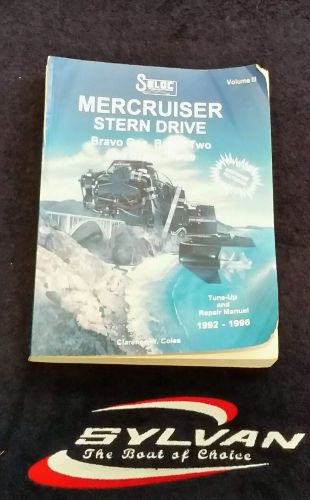 SELOC
Volume III
MERCRUISER
STERN DRIVE
Bravo One, Bravo Two
Tune-Up
and
Repair Manual
1992 - 1996
Clarence W. Coles
SYLVAN
The Boat of Choice